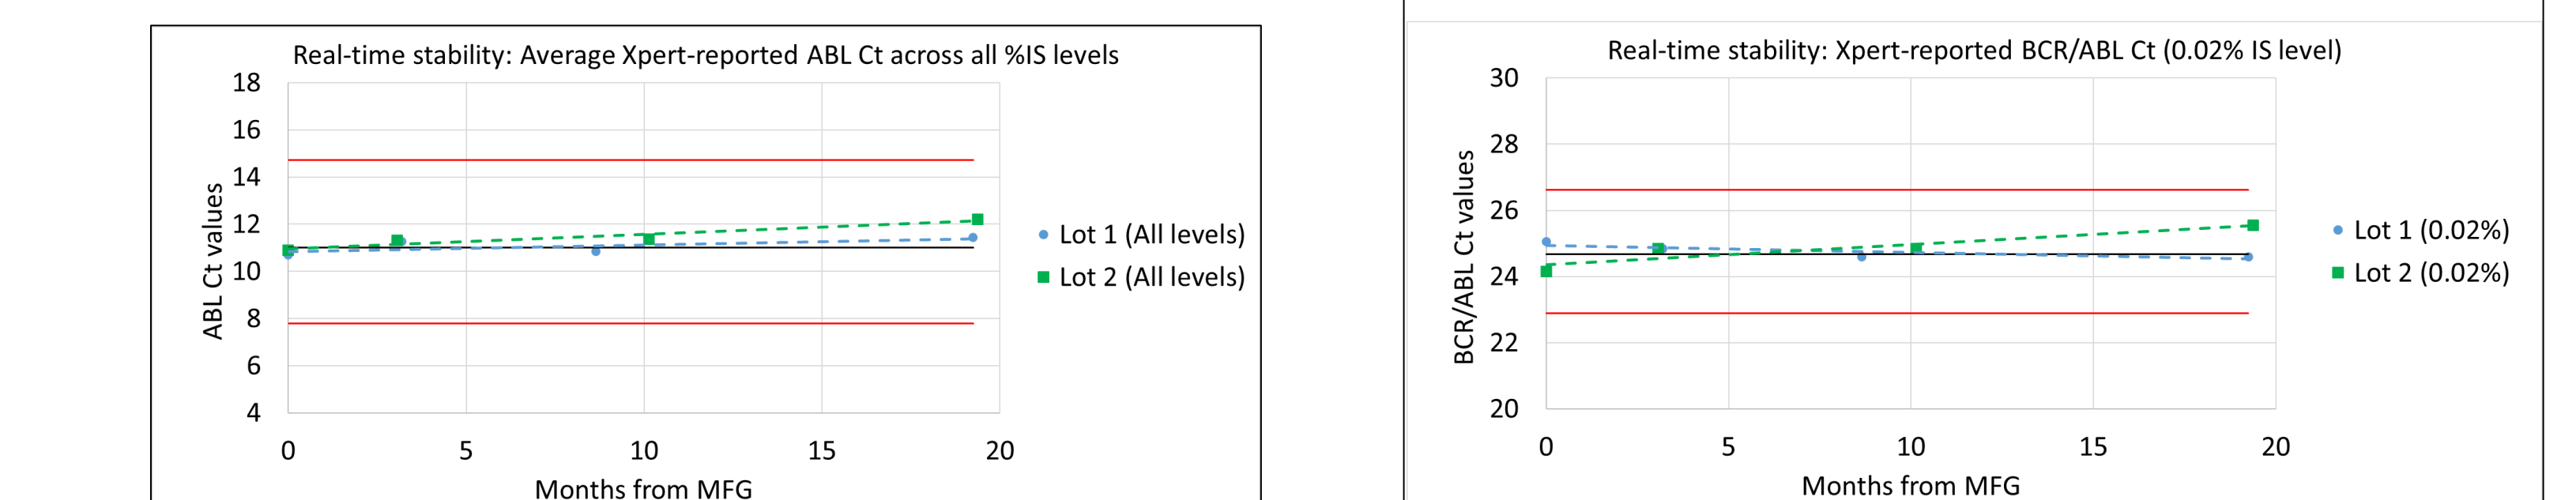 Real-time stability: Average Xpert-reported ABL Ct across all %IS levels
18
16
14
12
10
8
6
4
ABL Ct values
0 5 10 15 20
Months from MFG
Lot 1 (All levels)
Lot 2 (All levels)
Real-time stability: Xpert-reported BCR/ABL Ct (0.02% IS level)
30
28
26
24
22
20
BCR/ABL Ct values
0 5 10 15 20
Months from MFG
Lot 1 (0.02%)
Lot 2 (0.02%)